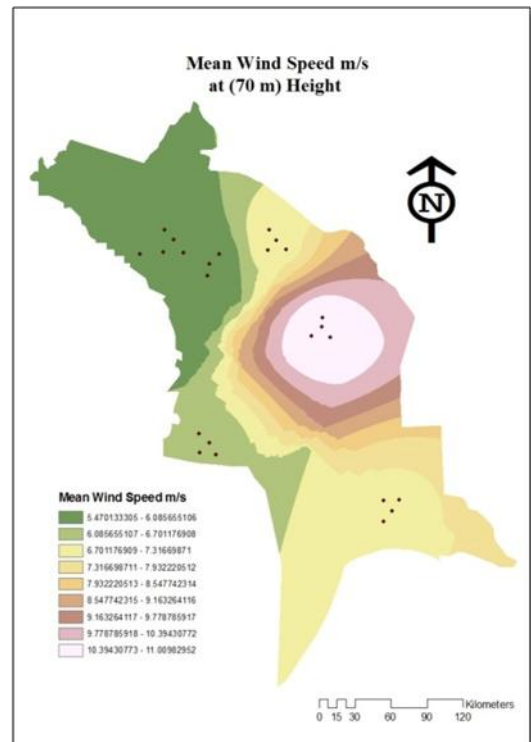 Mean Wind Speed m/s
at (70 m) Height
N
Mean Wind Speed m/s
5.470133305 - 6.085655106
6.085655107 - 6.701176908
6.701176909 - 7.31669871
7.316698711 - 7.932220512
7.932220513 - 8.547742314
8.547742315 - 9.163264116
9.163264117 - 9.778785917
9.778785918 - 10.39430772
10.39430773 - 11.00982952
Kilometers
0 15 30 60 90 120